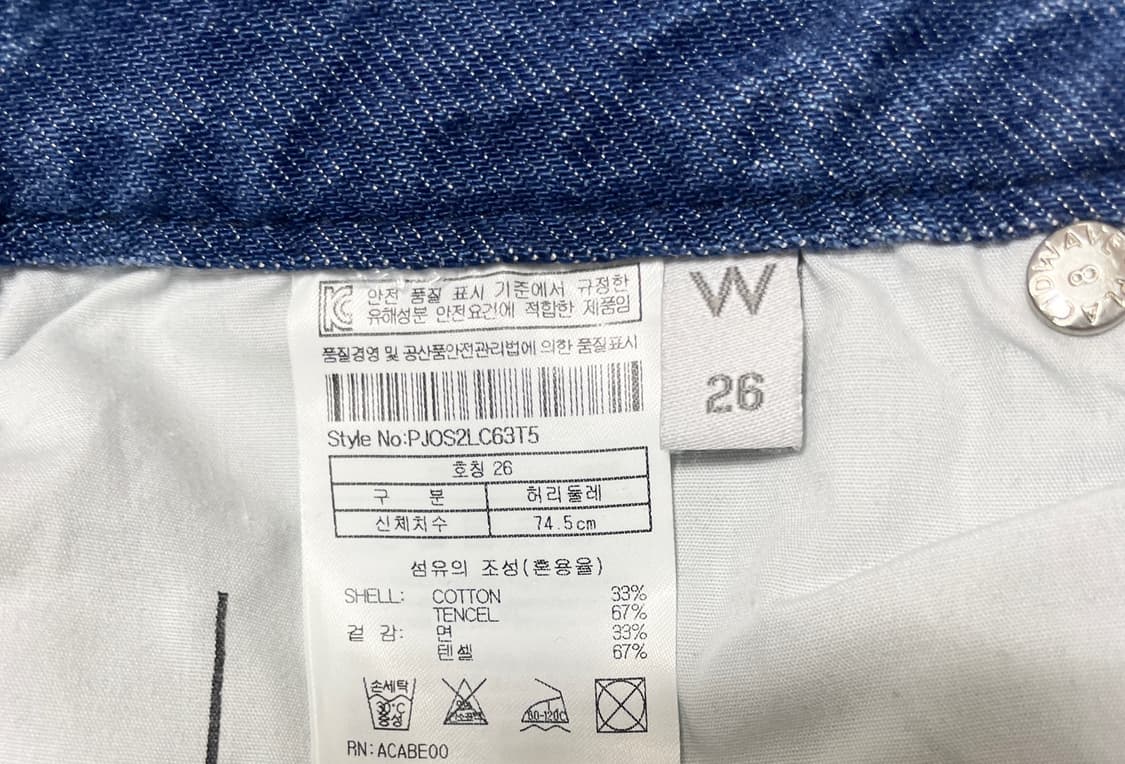 안전 품질 표시 기준에서 규정한
유해성분 안전요건에 적합한 제품임
품질경영 및 공산품안전관리법에 의한 품질표시
Style No:PJOS2LC63T5
호칭 26
구 분 허리둘레
신체치수 74.5cm
섬유의 조성(혼용율)
SHELL: COTTON 33%
TENCEL 67%
겉 감: 면 33%
텐셀 67%
손세탁
30℃
중성
80-120℃
RN:ACABE00
W
26